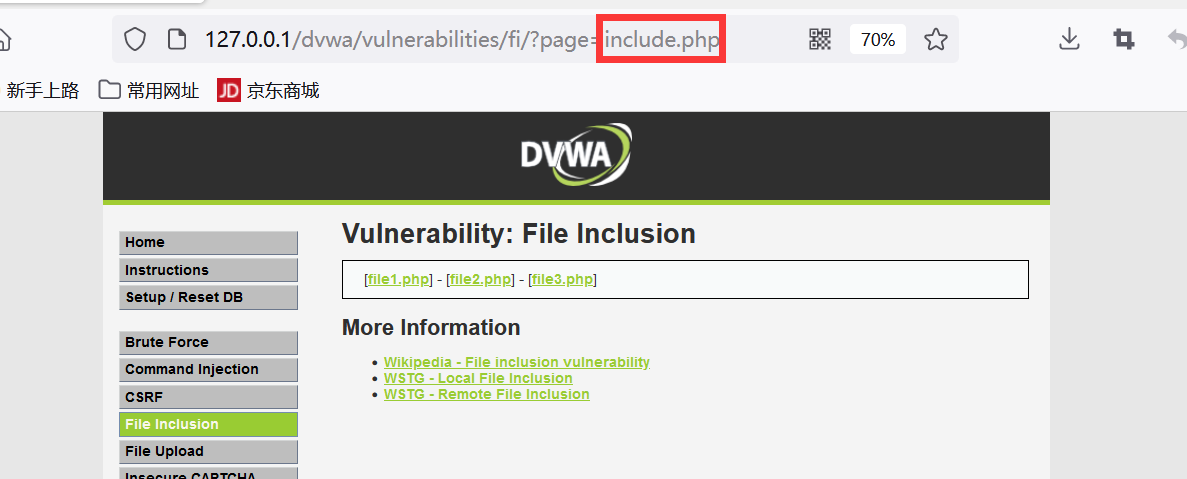 127.0.0.1/dvwa/vulnerabilities/fi/?page=include.php 70%
新手上路 常用网址 JD 京东商城
DVWA
Vulnerability: File Inclusion
[file1.php] - [file2.php] - [file3.php]
More Information
• Wikipedia - File inclusion vulnerability
• WSTG - Local File Inclusion
• WSTG - Remote File Inclusion
Home
Instructions
Setup / Reset DB
Brute Force
Command Injection
CSRF
File Inclusion
File Upload
Insecure CAPTCHA